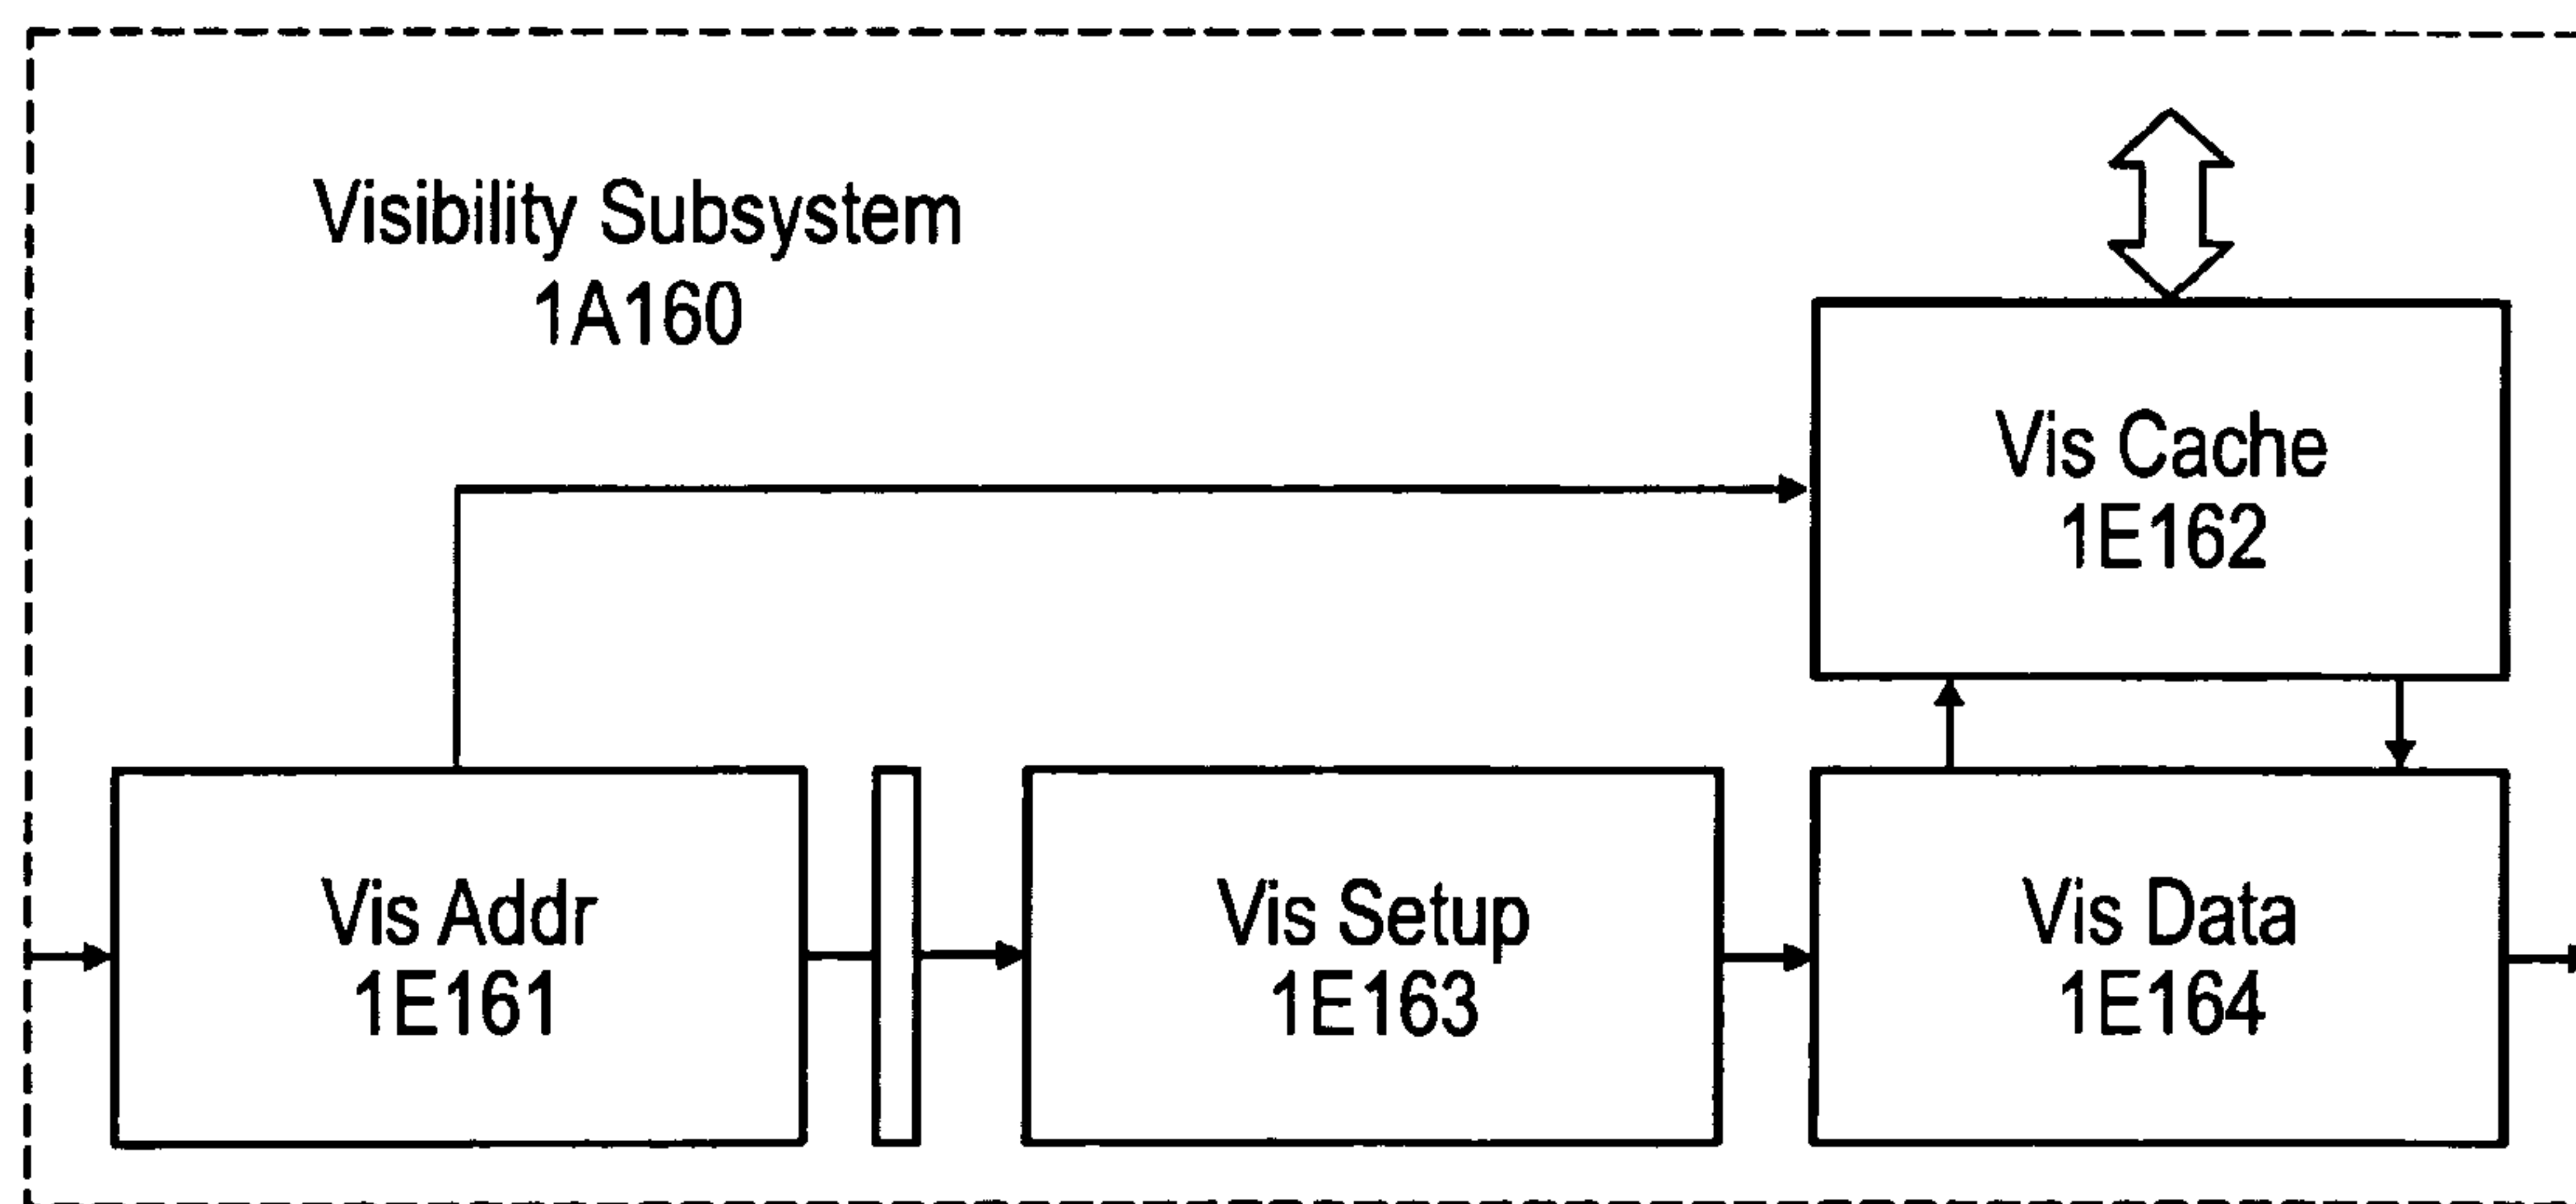 Visibility Subsystem
1A160
Vis Cache
1E162
Vis Addr
1E161
Vis Setup
1E163
Vis Data
1E164